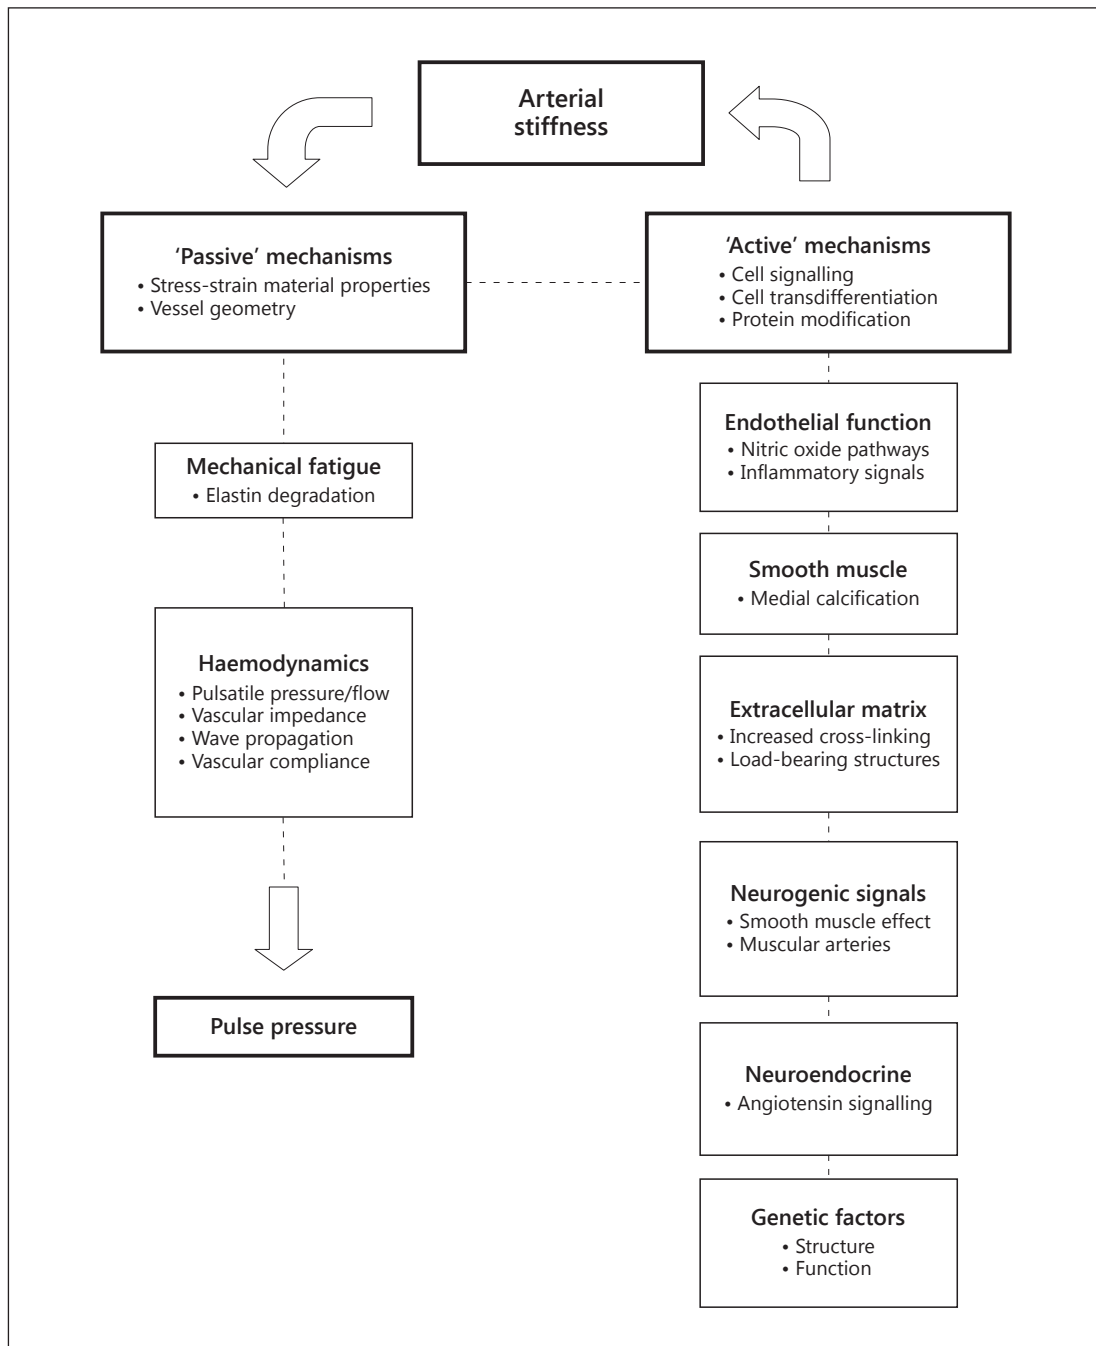 Arterial
stiffness
‘Passive’ mechanisms
• Stress-strain material properties
• Vessel geometry
‘Active’ mechanisms
• Cell signalling
• Cell transdifferentiation
• Protein modification
Mechanical fatigue
• Elastin degradation
Haemodynamics
• Pulsatile pressure/flow
• Vascular impedance
• Wave propagation
• Vascular compliance
Pulse pressure
Endothelial function
• Nitric oxide pathways
• Inflammatory signals
Smooth muscle
• Medial calcification
Extracellular matrix
• Increased cross-linking
• Load-bearing structures
Neurogenic signals
• Smooth muscle effect
• Muscular arteries
Neuroendocrine
• Angiotensin signalling
Genetic factors
• Structure
• Function